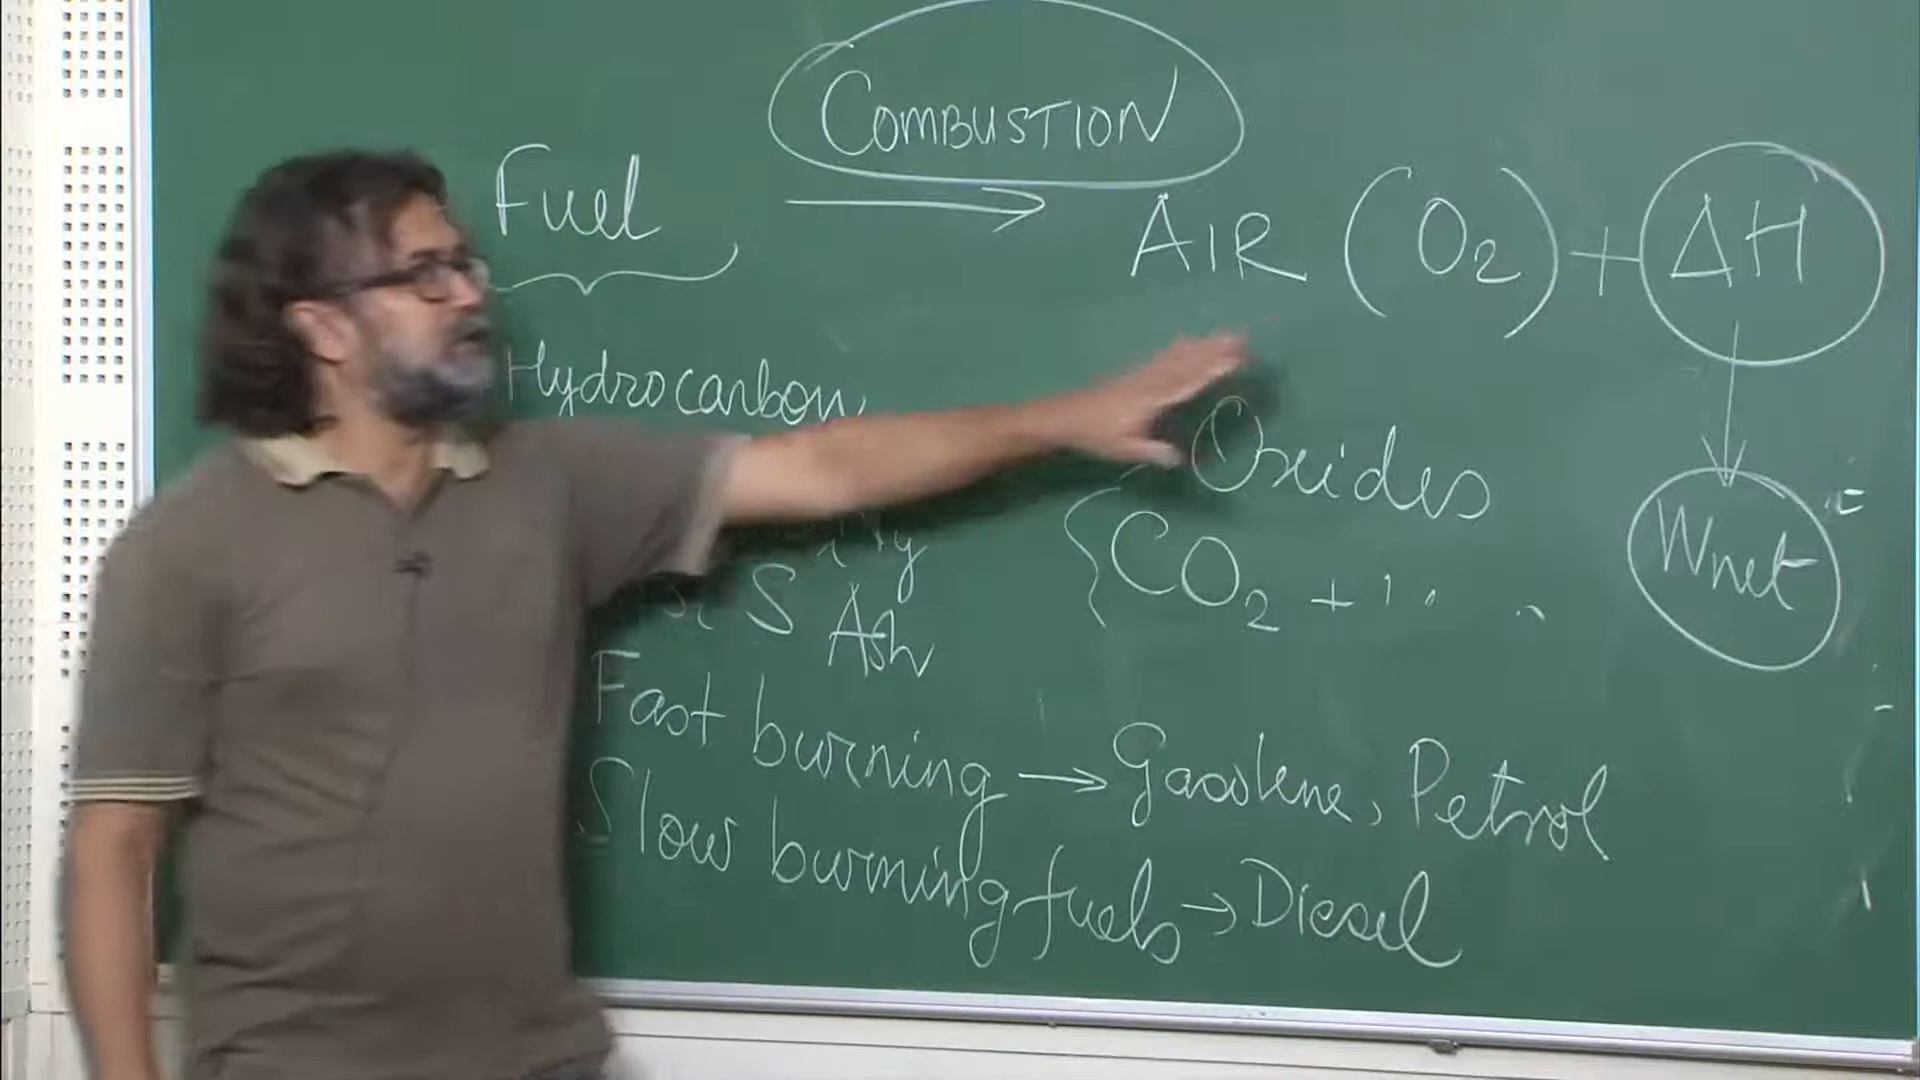 COMBUSTION
Fuel → AIR (O2) + ΔH
Hydrocarbon
Oxides
CO2 +
Wnet
S Ash
Fast burning → Gasolene, Petrol
Slow burning fuels → Diesel